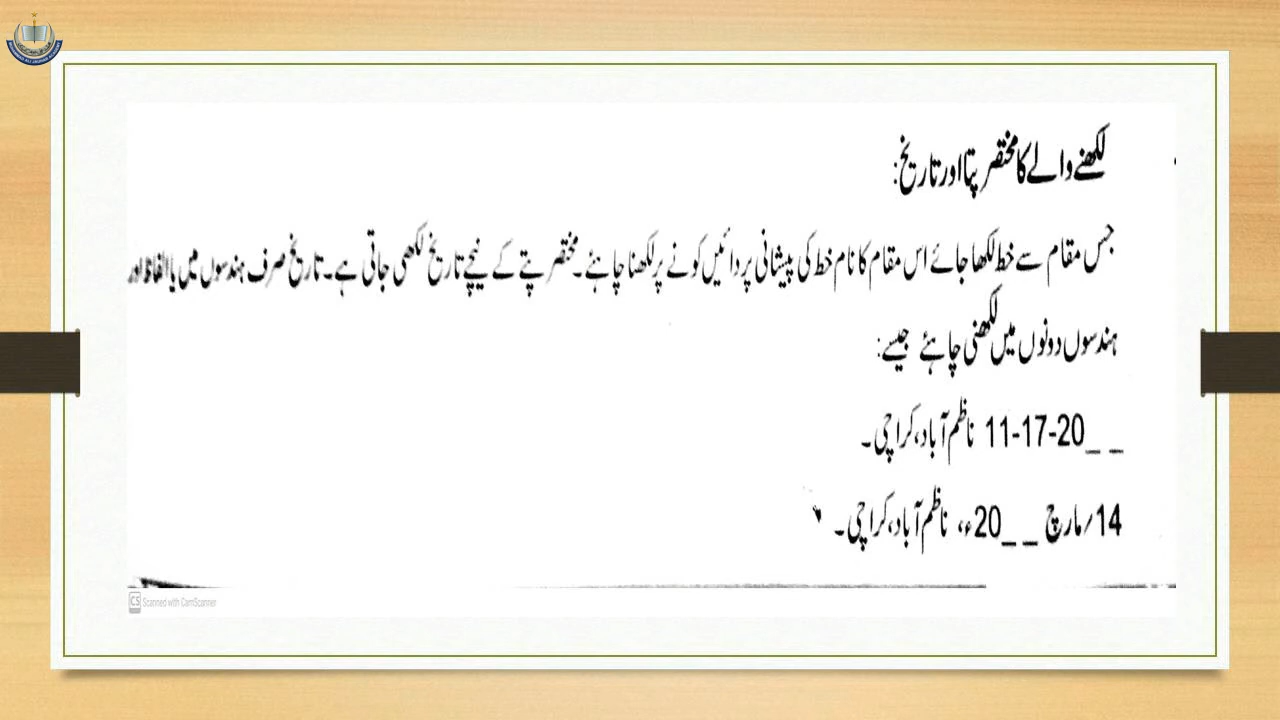 لکھنے والے کا مختصر پتا اور تاریخ:
جس مقام سے خط لکھا جائے اس مقام کا نام خط کی پیشانی پر دائیں کونے پر لکھنا چاہئے۔ مختصر پتے کے نیچے تاریخ لکھی جاتی ہے۔ تاریخ صرف ہندسوں میں یا الفاظ اور
ہندسوں دونوں میں لکھنی چاہئے جیسے:
11-17-20_ _ ناظم آباد، کراچی۔
14/مارچ _ _20ء، ناظم آباد، کراچی۔
CS Scanned with CamScanner